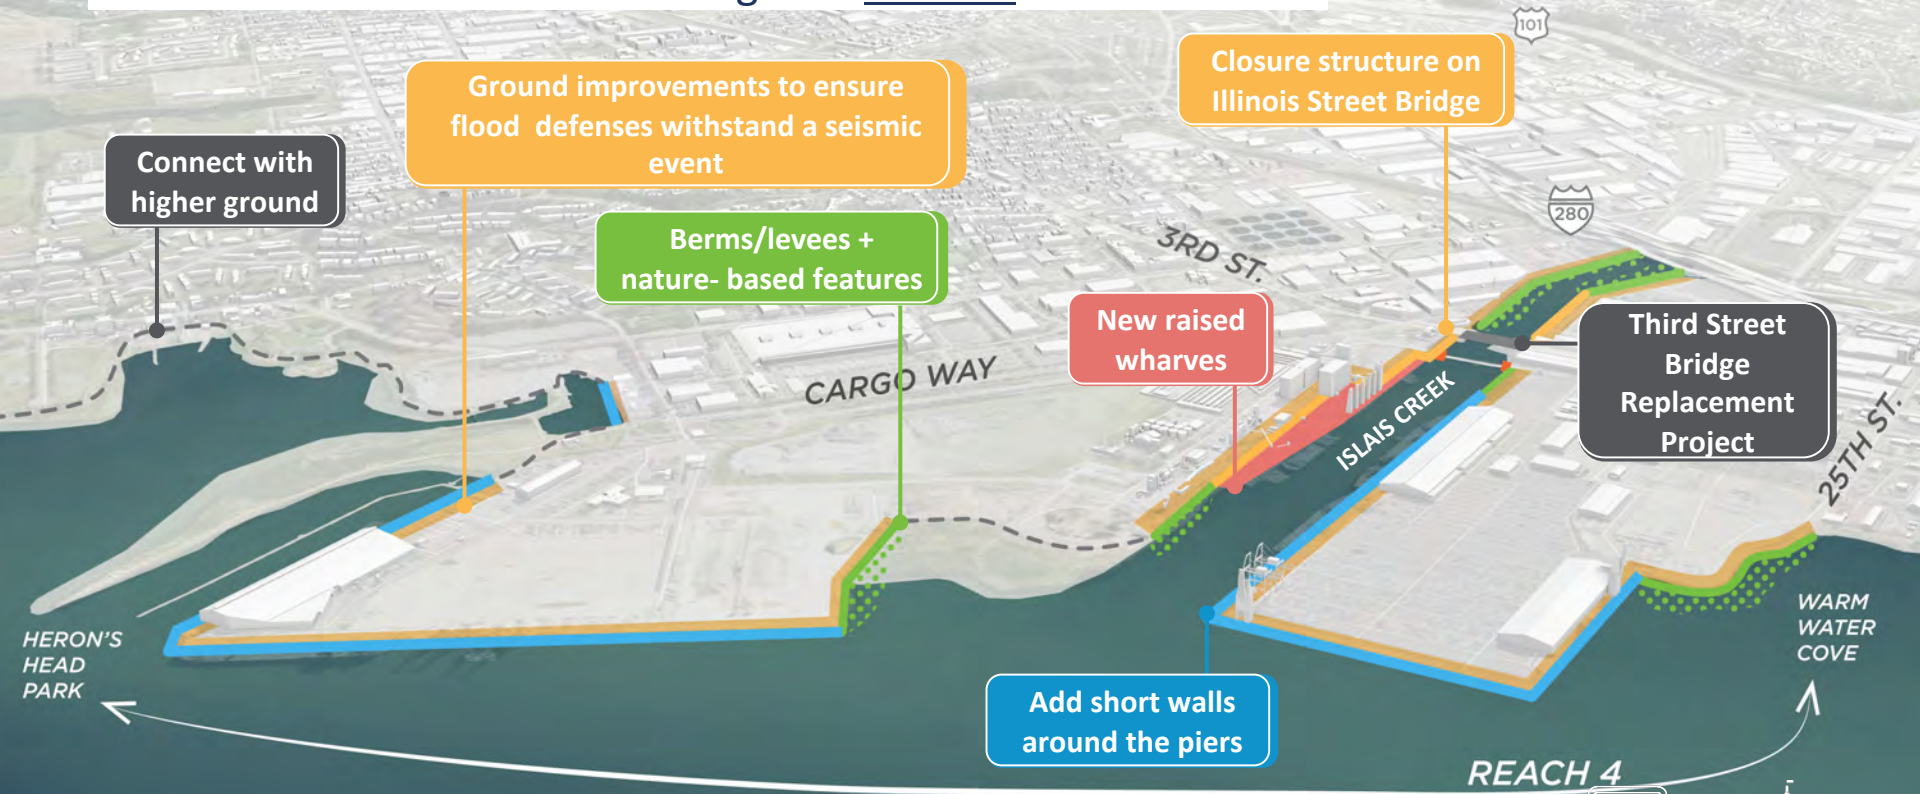 101
Closure structure on
Illinois Street Bridge
Ground improvements to ensure
flood defenses withstand a seismic
event
Connect with
higher ground
280
Berms/levees +
nature- based features
3RD ST.
New raised
wharves
Third Street
Bridge
Replacement
Project
CARGO WAY
ISLAIS CREEK
25TH ST.
HERON'S
HEAD
PARK
WARM
WATER
COVE
Add short walls
around the piers
REACH 4